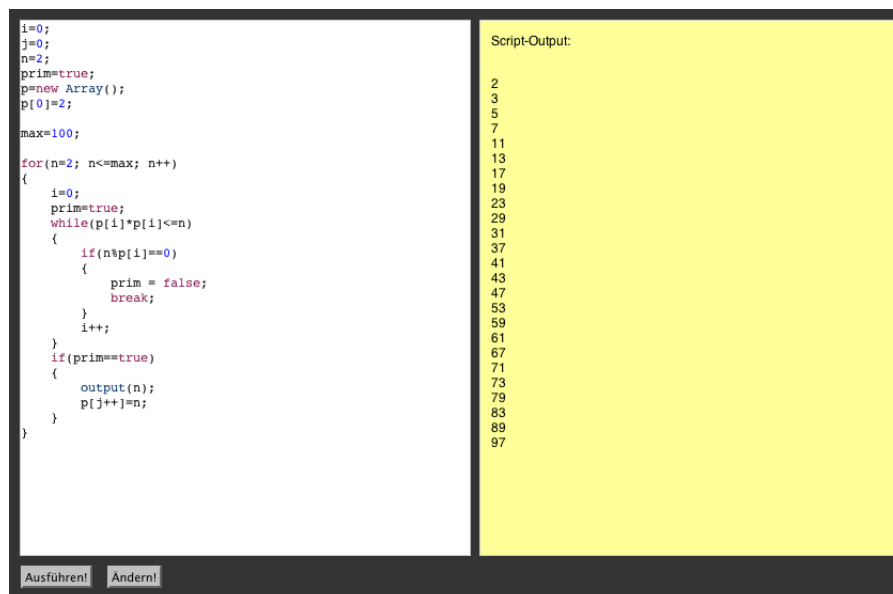 i=0;
j=0;
n=2;
prim=true;
p=new Array();
p[0]=2;

max=100;

for(n=2; n<=max; n++)
{
    i=0;
    prim=true;
    while(p[i]*p[i]<=n)
    {
        if(n%p[i]==0)
        {
            prim = false;
            break;
        }
        i++;
    }
    if(prim==true)
    {
        output(n);
        p[j++]=n;
    }
}
Script-Output:

2
3
5
7
11
13
17
19
23
29
31
37
41
43
47
53
59
61
67
71
73
79
83
89
97
Ausführen! Ändern!